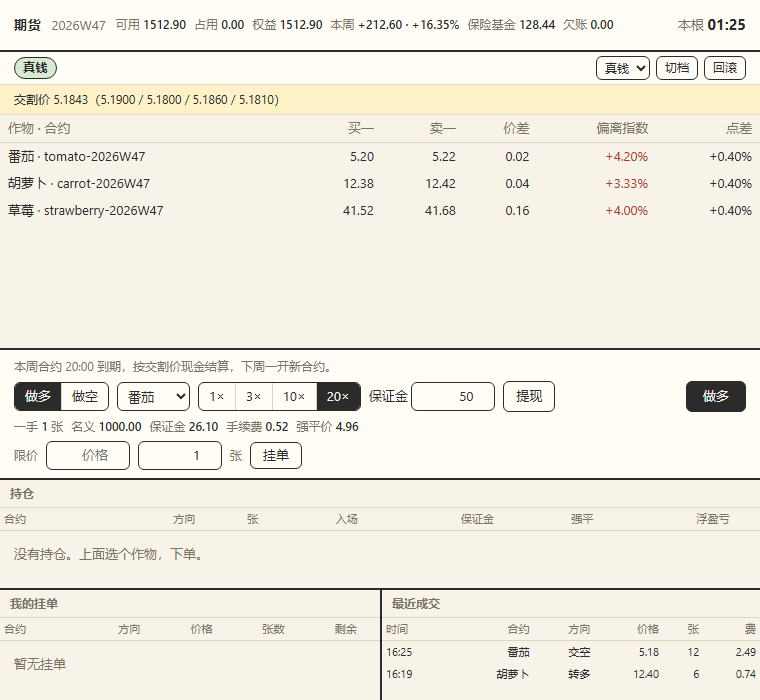 期货 2026W47 可用 1512.90 占用 0.00 权益 1512.90 本周 +212.60 · +16.35% 保险基金 128.44 欠账 0.00 本根 01:25
真钱 真钱 切档 回滚
交割价 5.1843（5.1900 / 5.1800 / 5.1860 / 5.1810）
作物 · 合约 买一 卖一 价差 偏离指数 点差
番茄 · tomato-2026W47 5.20 5.22 0.02 +4.20% +0.40%
胡萝卜 · carrot-2026W47 12.38 12.42 0.04 +3.33% +0.40%
草莓 · strawberry-2026W47 41.52 41.68 0.16 +4.00% +0.40%
本周合约 20:00 到期，按交割价现金结算，下周一开新合约。
做多 做空 番茄 1× 3× 10× 20× 保证金 50 提现 做多
一手 1 张 名义 1000.00 保证金 26.10 手续费 0.52 强平价 4.96
限价 价格 1 张 挂单
持仓
合约 方向 张 入场 保证金 强平 浮盈亏
没有持仓。上面选个作物，下单。
我的挂单
合约 方向 价格 张数 剩余
暂无挂单
最近成交
时间 合约 方向 价格 张 费
16:25 番茄 交空 5.18 12 2.49
16:19 胡萝卜 转多 12.40 6 0.74